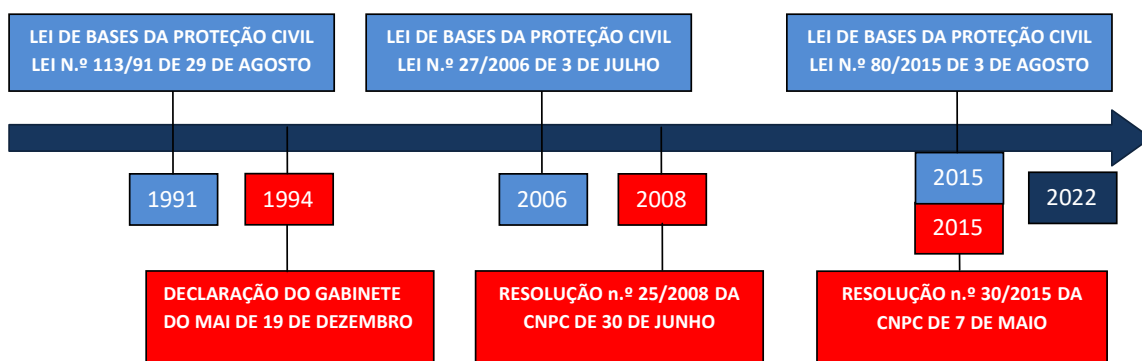 LEI DE BASES DA PROTEÇÃO CIVIL
LEI N.º 113/91 DE 29 DE AGOSTO
LEI DE BASES DA PROTEÇÃO CIVIL
LEI N.º 27/2006 DE 3 DE JULHO
LEI DE BASES DA PROTEÇÃO CIVIL
LEI N.º 80/2015 DE 3 DE AGOSTO
1991
1994
2006
2008
2015
2015
2022
DECLARAÇÃO DO GABINETE
DO MAI DE 19 DE DEZEMBRO
RESOLUÇÃO n.º 25/2008 DA
CNPC DE 30 DE JUNHO
RESOLUÇÃO n.º 30/2015 DA
CNPC DE 7 DE MAIO